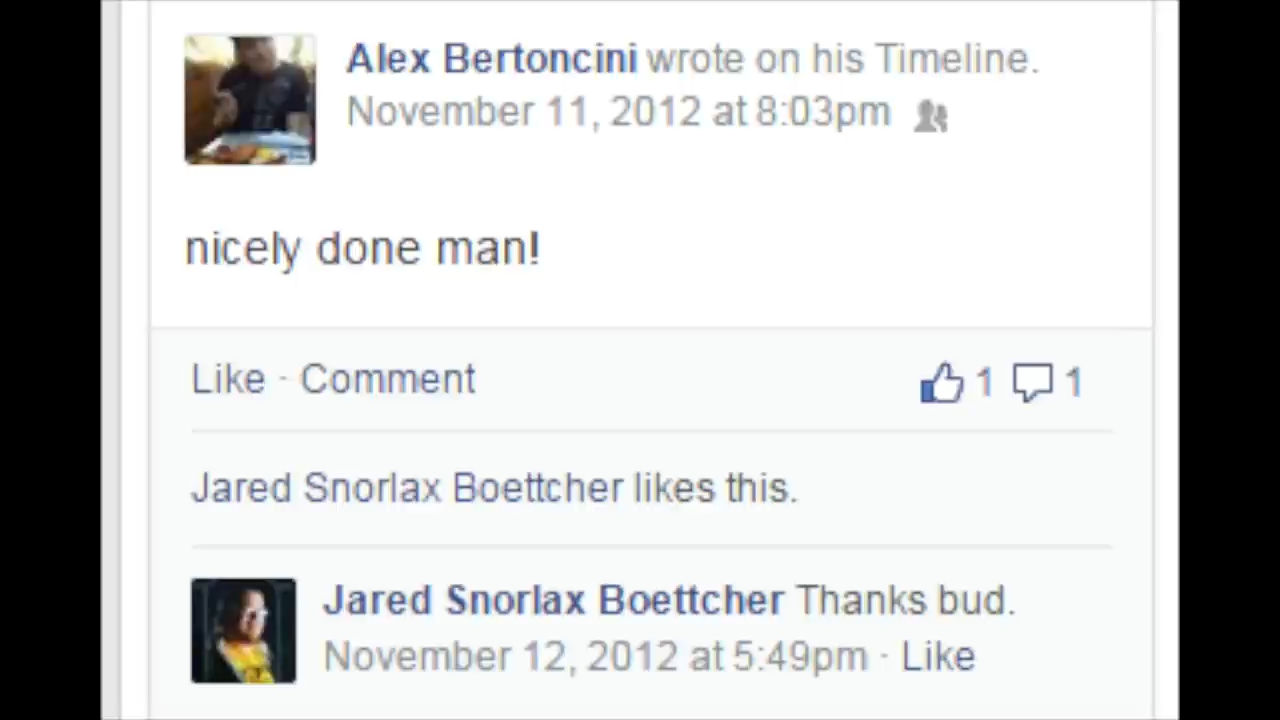 Alex Bertoncini wrote on his Timeline.
November 11, 2012 at 8:03pm
nicely done man!
Like · Comment 1 1
Jared Snorlax Boettcher likes this.
Jared Snorlax Boettcher Thanks bud.
November 12, 2012 at 5:49pm · Like